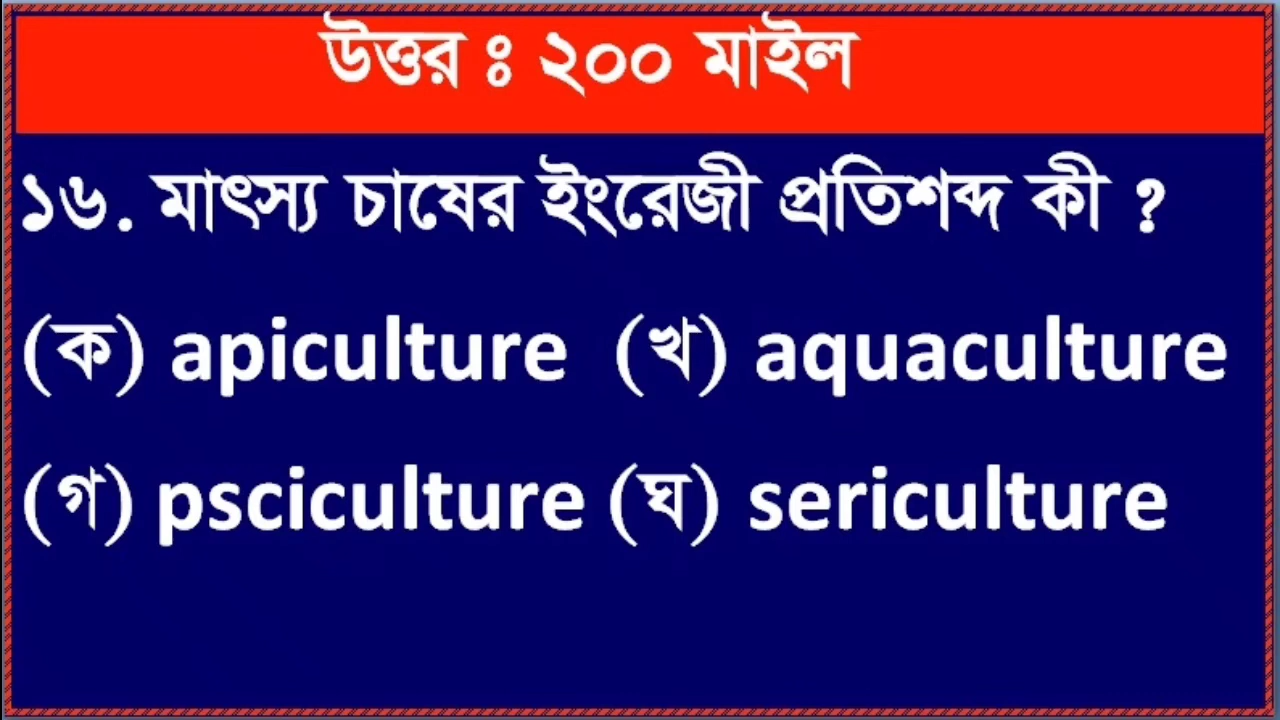 উত্তর ঃ ২০০ মাইল
১৬. মাৎস্য চাষের ইংরেজী প্রতিশব্দ কী ?
(ক) apiculture (খ) aquaculture
(গ) psciculture (ঘ) sericulture